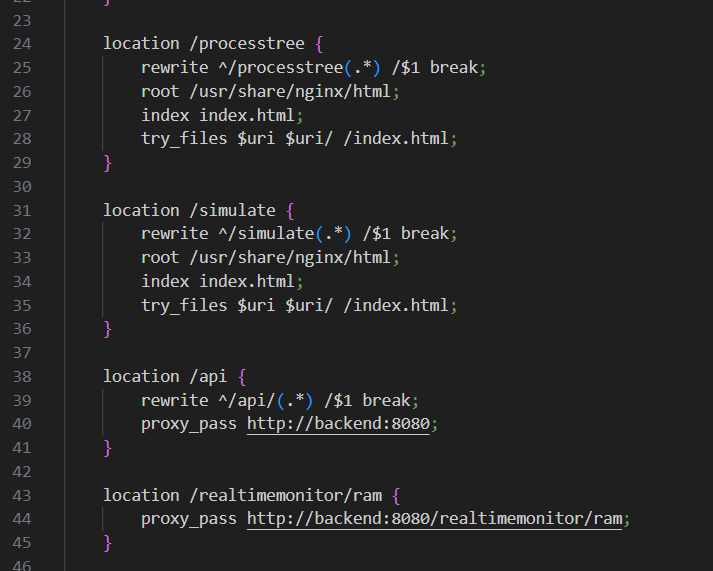 22 }
23
24 location /processtree {
25 rewrite ^/processtree(.*) /$1 break;
26 root /usr/share/nginx/html;
27 index index.html;
28 try_files $uri $uri/ /index.html;
29 }
30
31 location /simulate {
32 rewrite ^/simulate(.*) /$1 break;
33 root /usr/share/nginx/html;
34 index index.html;
35 try_files $uri $uri/ /index.html;
36 }
37
38 location /api {
39 rewrite ^/api/(.*) /$1 break;
40 proxy_pass http://backend:8080;
41 }
42
43 location /realtimemonitor/ram {
44 proxy_pass http://backend:8080/realtimemonitor/ram;
45 }
46